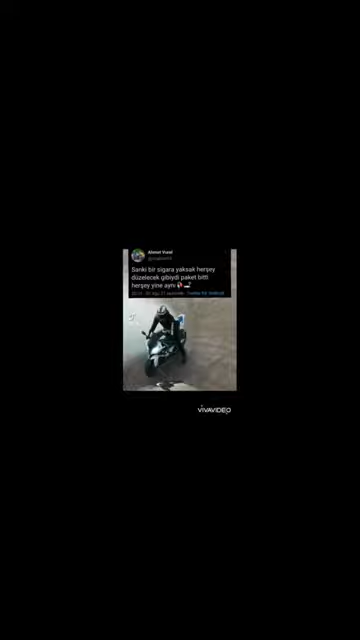 Ahmet Vural
Sanki bir sigara yaksak herşey
düzelecek gibiydi paket bitti
herşey yine aynı
VIVAVIDEO